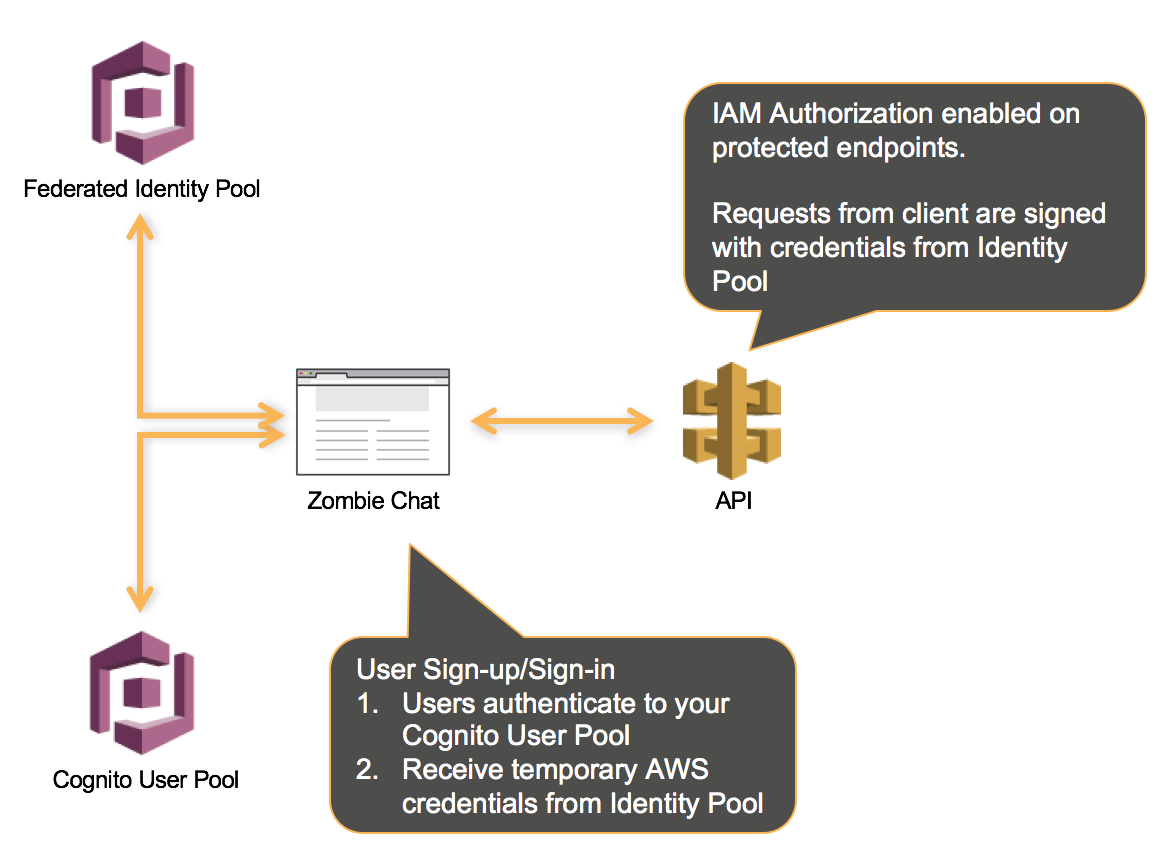 Federated Identity Pool
IAM Authorization enabled on
protected endpoints.
Requests from client are signed
with credentials from Identity
Pool
Zombie Chat
API
User Sign-up/Sign-in
1. Users authenticate to your
Cognito User Pool
2. Receive temporary AWS
credentials from Identity Pool
Cognito User Pool